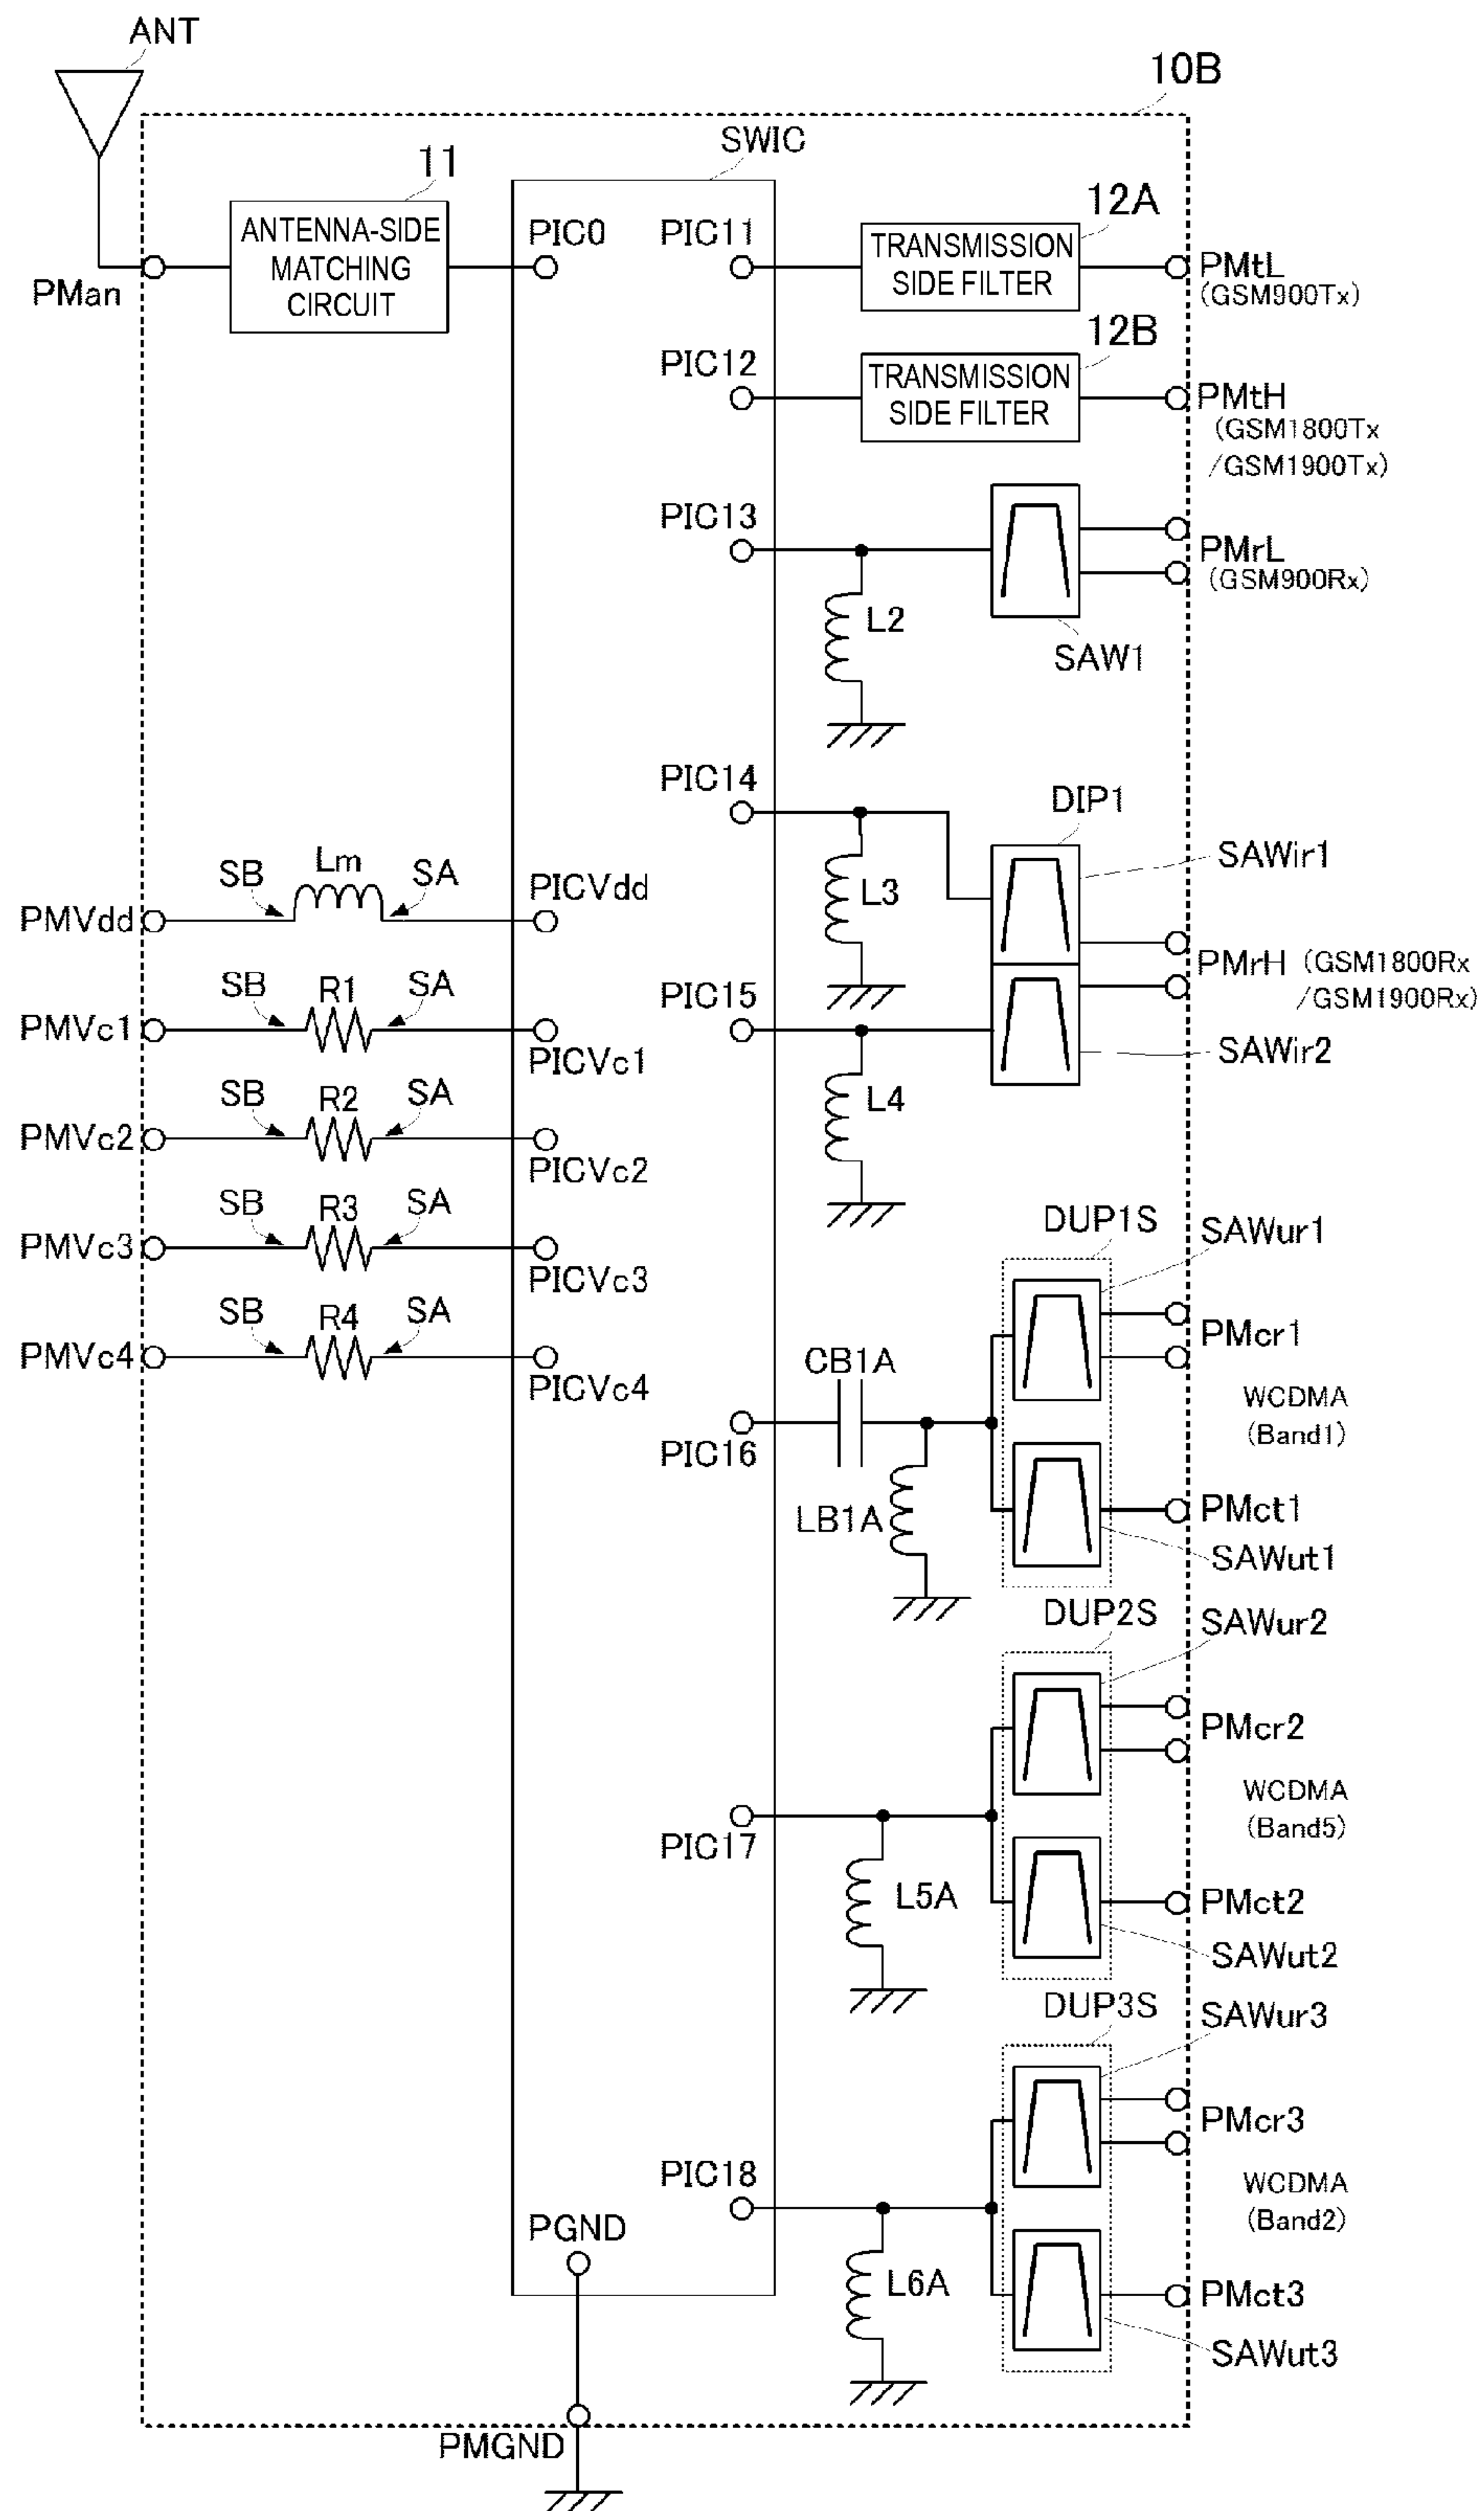 ANT
10B
SWIC
11
12A
ANTENNA-SIDE
MATCHING
CIRCUIT
PIC0
PIC11
TRANSMISSION
SIDE FILTER
PMan
PMtL
(GSM900Tx)
12B
PIC12
TRANSMISSION
SIDE FILTER
PMtH
(GSM1800Tx
/GSM1900Tx)
PIC13
PMrL
(GSM900Rx)
L2
SAW1
PIC14
DIP1
SAWir1
L3
SB
Lm
SA
PICVdd
PMVdd
PMrH (GSM1800Rx
/GSM1900Rx)
SB
R1
SA
PIC15
PMVc1
PICVc1
SAWir2
SB
R2
SA
L4
PMVc2
PICVc2
SB
R3
SA
DUP1S
SAWur1
PMVc3
PICVc3
SB
R4
SA
PMcr1
PMVc4
PICVc4
CB1A
WCDMA
(Band1)
PIC16
LB1A
PMct1
SAWut1
DUP2S
SAWur2
PMcr2
WCDMA
(Band5)
PIC17
L5A
PMct2
SAWut2
DUP3S
SAWur3
PMcr3
PIC18
WCDMA
(Band2)
PGND
L6A
PMct3
SAWut3
PMGND